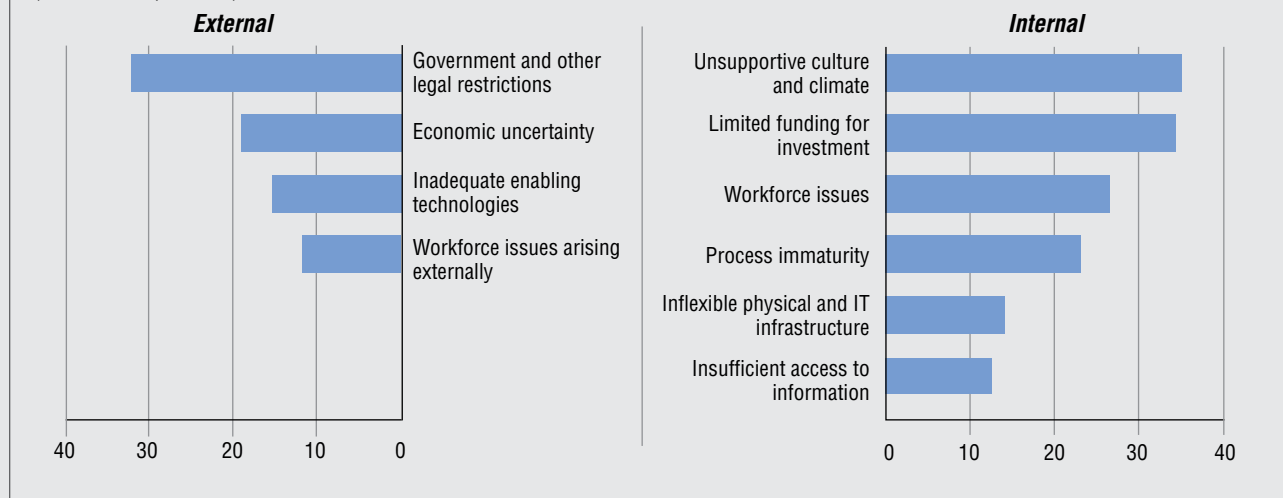 External
Government and other
legal restrictions
Economic uncertainty
Inadequate enabling
technologies
Workforce issues arising
externally
40 30 20 10 0
Internal
Unsupportive culture
and climate
Limited funding for
investment
Workforce issues
Process immaturity
Inflexible physical and IT
infrastructure
Insufficient access to
information
0 10 20 30 40